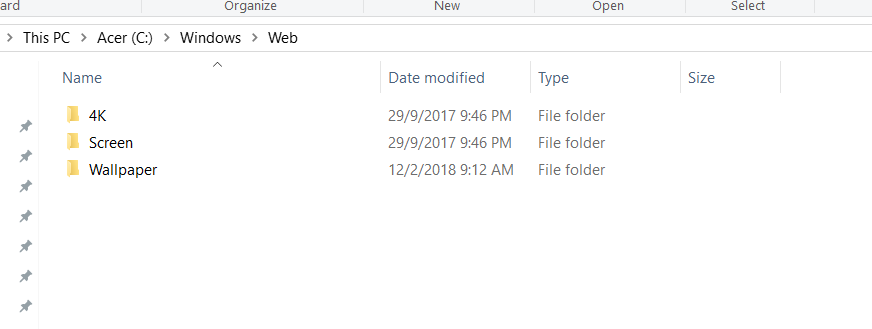 ard Organize New Open Select
This PC Acer (C:) Windows Web
Name Date modified Type Size
4K 29/9/2017 9:46 PM File folder
Screen 29/9/2017 9:46 PM File folder
Wallpaper 12/2/2018 9:12 AM File folder